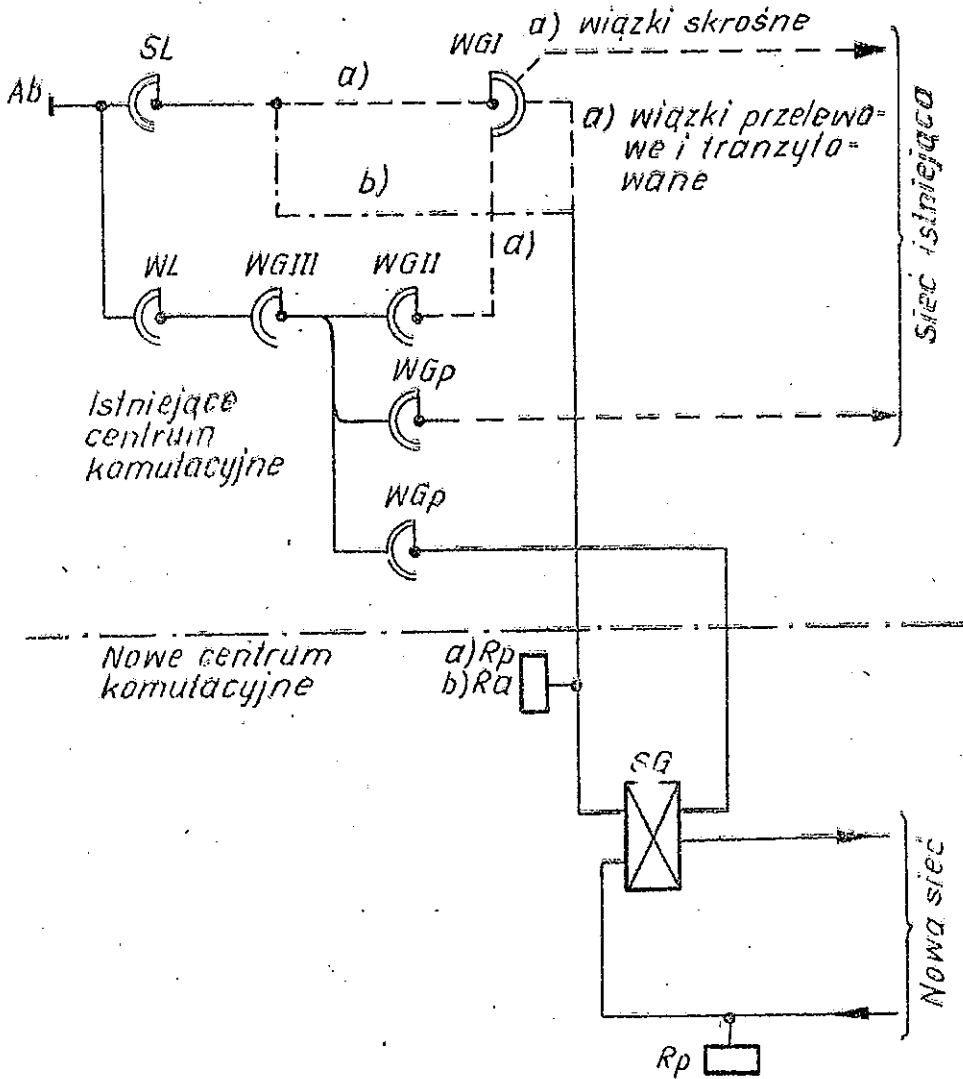 SL
WGI
a) wiązki skrośne
Ab
a)
a) wiązki przelewo=
we i tranzyto=
wane
b)
a)
WL
WGIII
WGII
Sieć istniejąca
WGp
Istniejące
centrum
komutacyjne
WGp
Nowe centrum
komutacyjne
a) Rp
b) Ra
SG
Nowa sieć
Rp